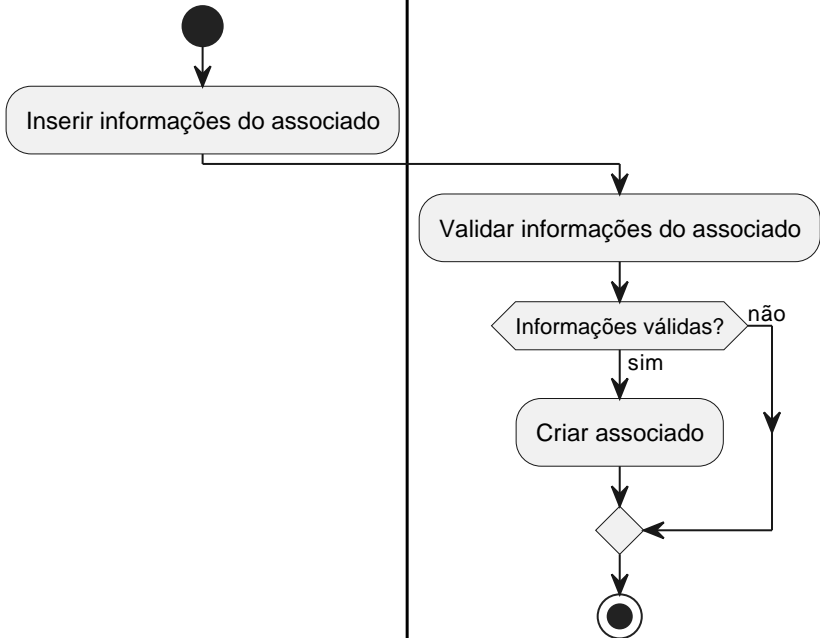 Inserir informações do associado
Validar informações do associado
Informações válidas?
não
sim
Criar associado